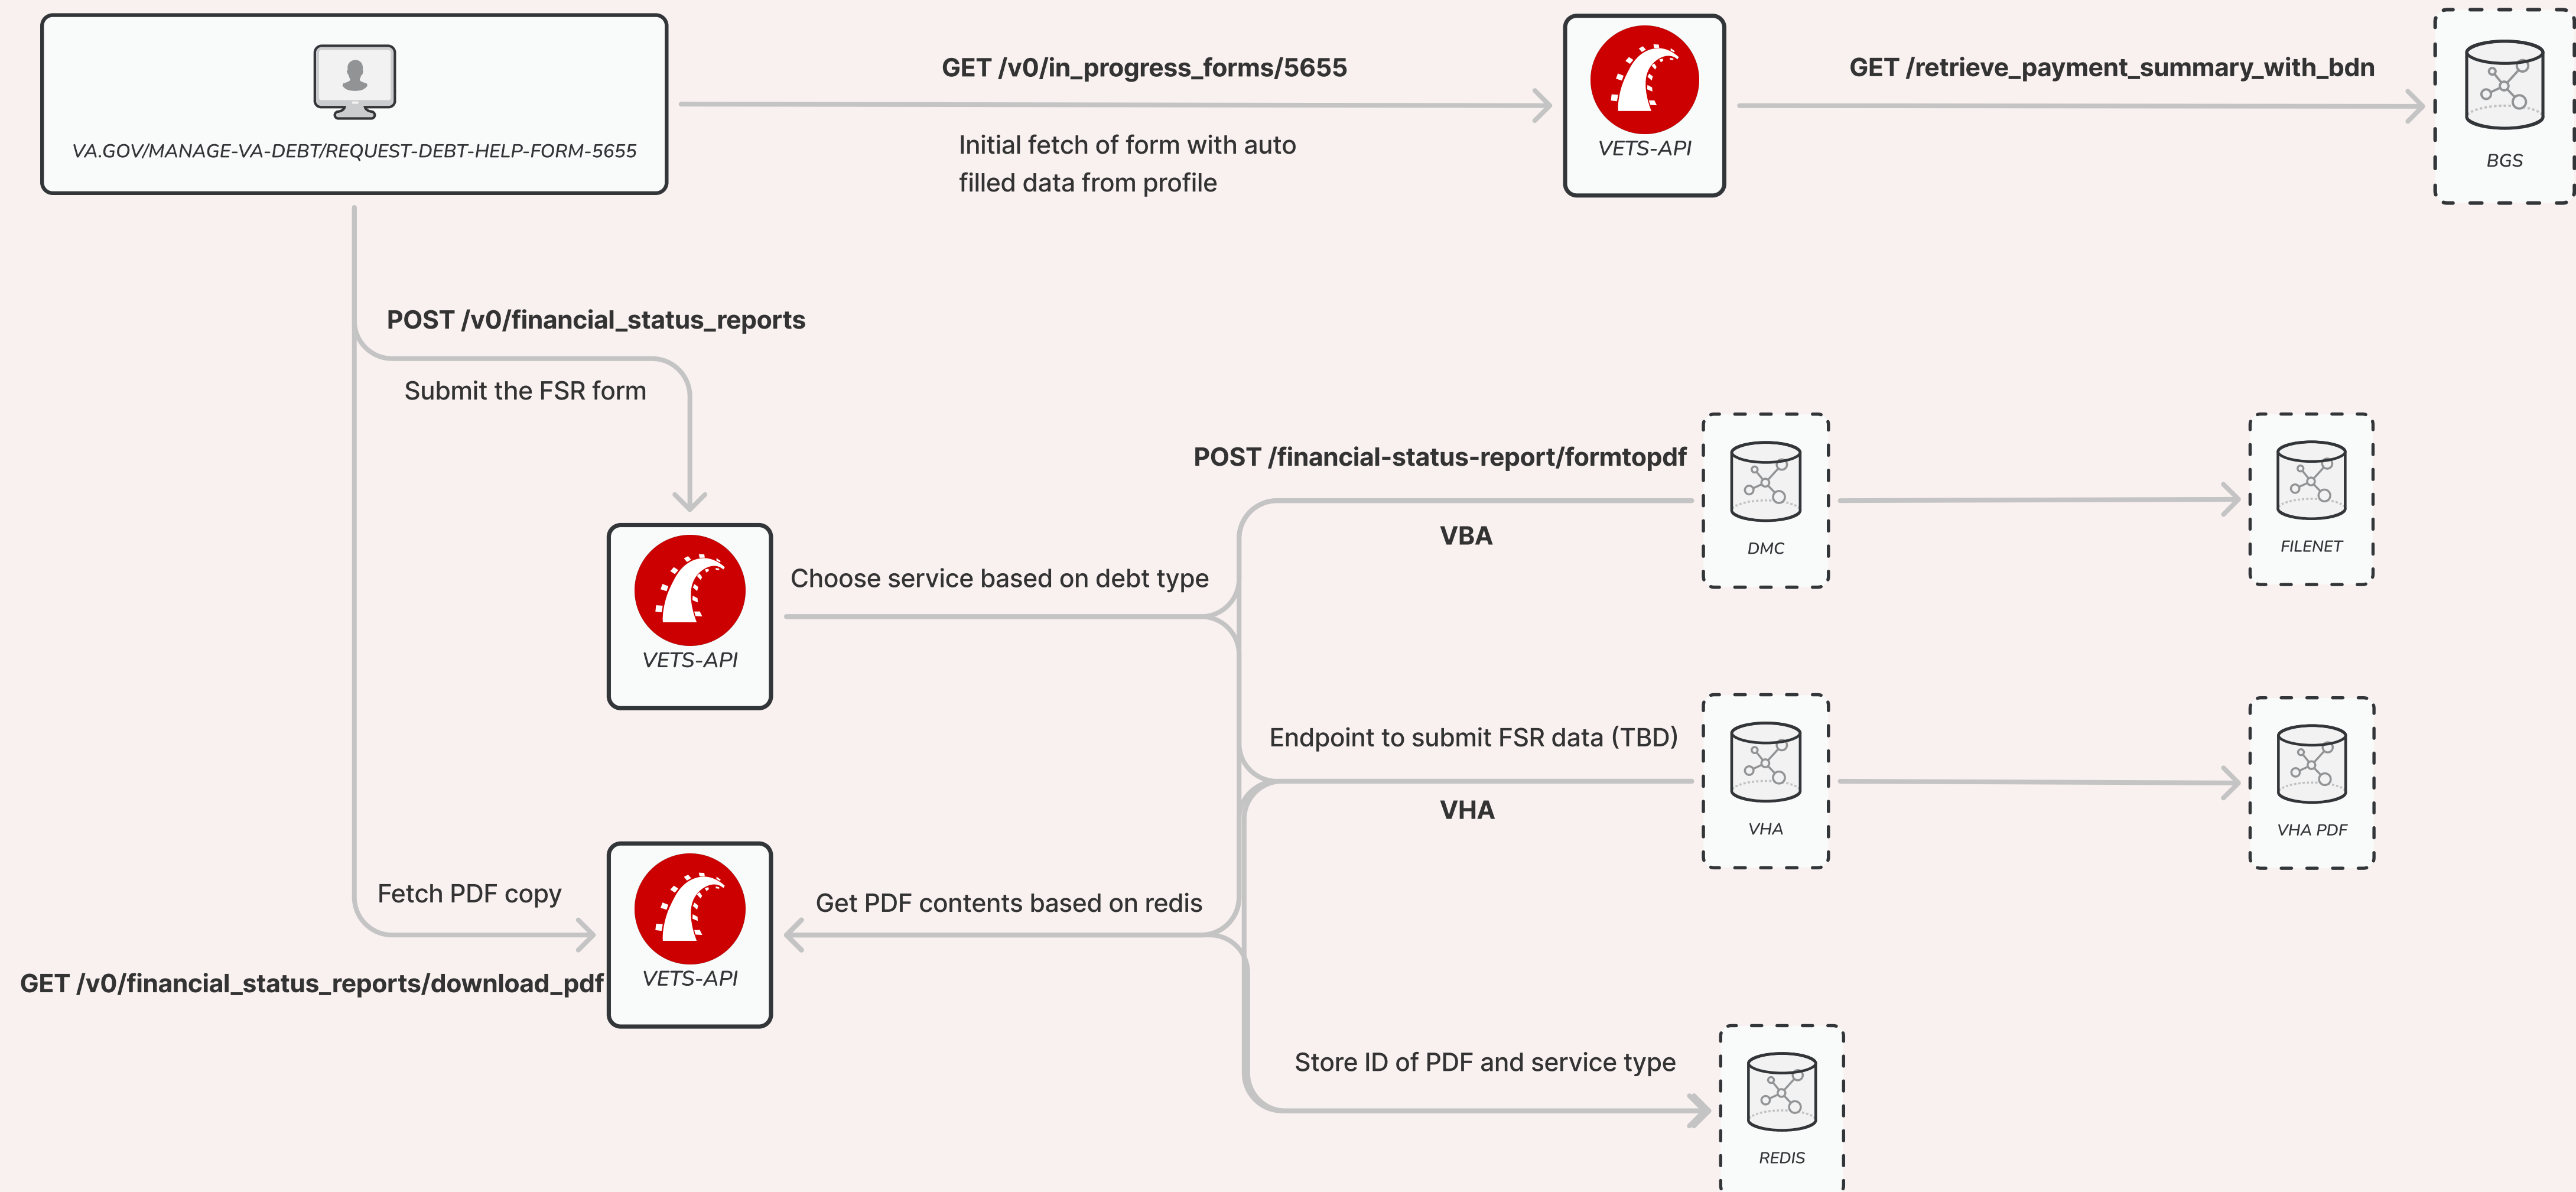 VA.GOV/MANAGE-VA-DEBT/REQUEST-DEBT-HELP-FORM-5655
GET /v0/in_progress_forms/5655
Initial fetch of form with auto
filled data from profile
VETS-API
GET /retrieve_payment_summary_with_bdn
BGS
POST /v0/financial_status_reports
Submit the FSR form
VETS-API
Choose service based on debt type
POST /financial-status-report/formtopdf
VBA
DMC
FILENET
Endpoint to submit FSR data (TBD)
VHA
VHA
VHA PDF
Fetch PDF copy
GET /v0/financial_status_reports/download_pdf
VETS-API
Get PDF contents based on redis
Store ID of PDF and service type
REDIS